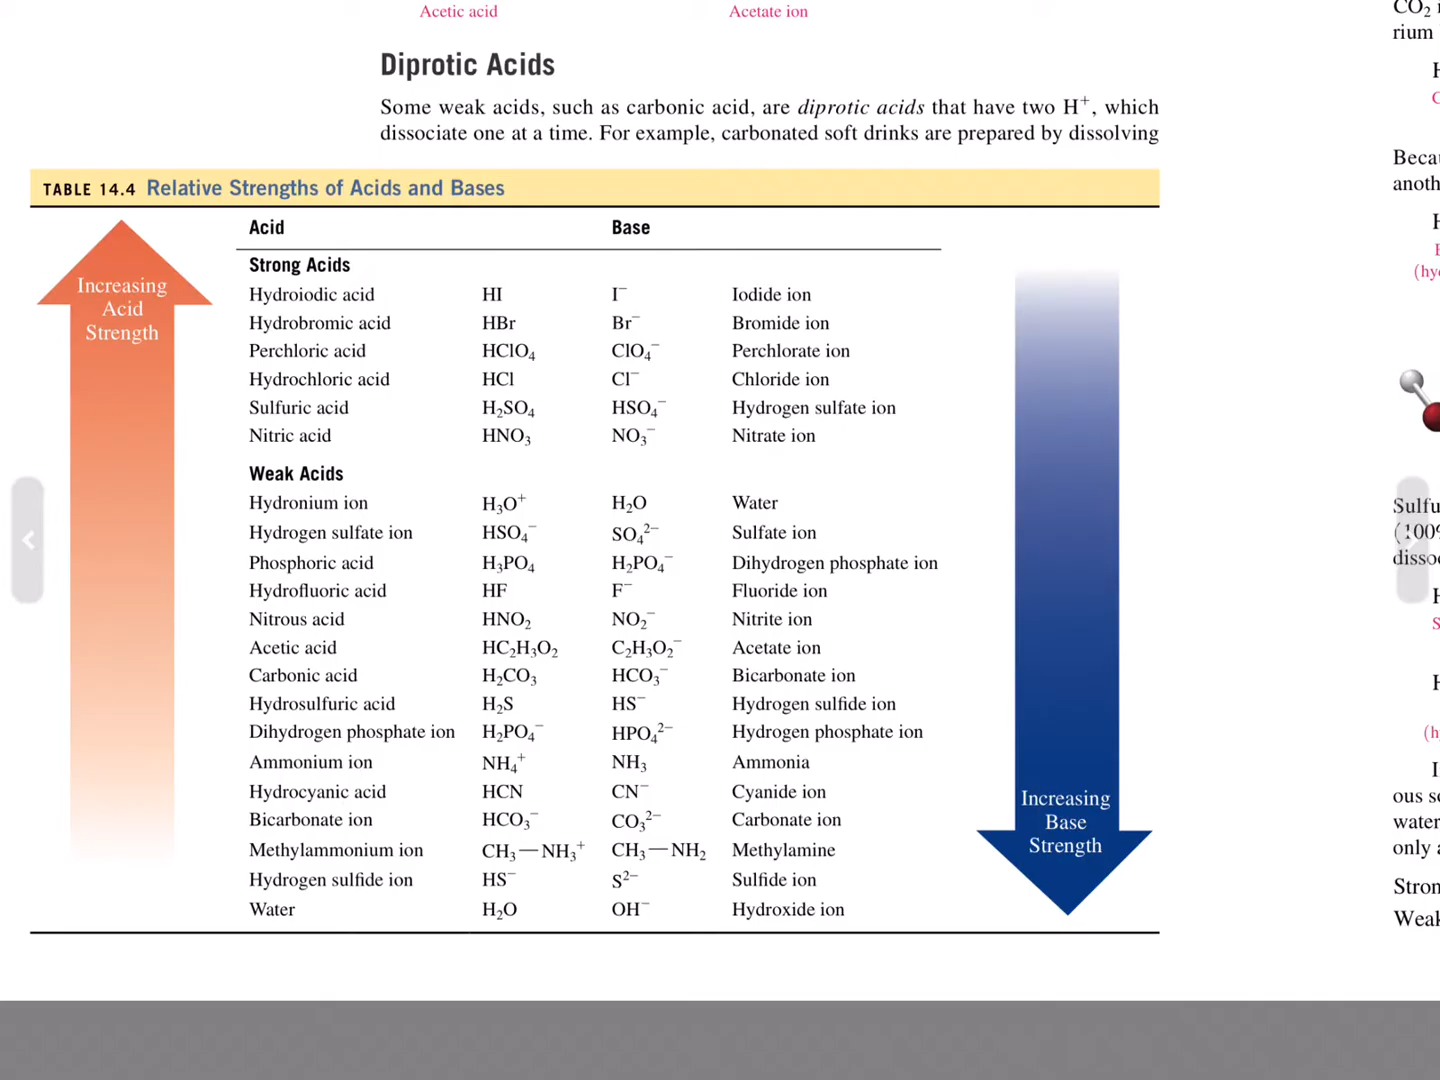 Acetic acid Acetate ion
Diprotic Acids
Some weak acids, such as carbonic acid, are diprotic acids that have two H⁺, which
dissociate one at a time. For example, carbonated soft drinks are prepared by dissolving
TABLE 14.4 Relative Strengths of Acids and Bases
Acid Base
Increasing
Acid
Strength
Strong Acids
Hydroiodic acid HI I⁻ Iodide ion
Hydrobromic acid HBr Br⁻ Bromide ion
Perchloric acid HClO₄ ClO₄⁻ Perchlorate ion
Hydrochloric acid HCl Cl⁻ Chloride ion
Sulfuric acid H₂SO₄ HSO₄⁻ Hydrogen sulfate ion
Nitric acid HNO₃ NO₃⁻ Nitrate ion
Weak Acids
Hydronium ion H₃O⁺ H₂O Water
Hydrogen sulfate ion HSO₄⁻ SO₄²⁻ Sulfate ion
Phosphoric acid H₃PO₄ H₂PO₄⁻ Dihydrogen phosphate ion
Hydrofluoric acid HF F⁻ Fluoride ion
Nitrous acid HNO₂ NO₂⁻ Nitrite ion
Acetic acid HC₂H₃O₂ C₂H₃O₂⁻ Acetate ion
Carbonic acid H₂CO₃ HCO₃⁻ Bicarbonate ion
Hydrosulfuric acid H₂S HS⁻ Hydrogen sulfide ion
Dihydrogen phosphate ion H₂PO₄⁻ HPO₄²⁻ Hydrogen phosphate ion
Ammonium ion NH₄⁺ NH₃ Ammonia
Hydrocyanic acid HCN CN⁻ Cyanide ion
Bicarbonate ion HCO₃⁻ CO₃²⁻ Carbonate ion
Methylammonium ion CH₃—NH₃⁺ CH₃—NH₂ Methylamine
Hydrogen sulfide ion HS⁻ S²⁻ Sulfide ion
Water H₂O OH⁻ Hydroxide ion
Increasing
Base
Strength
CO₂
rium
H
Becau
anoth
H
(hy
Sulfu
(100%
disso
H
S
H
(h
ous so
water
only a
Stron
Weak